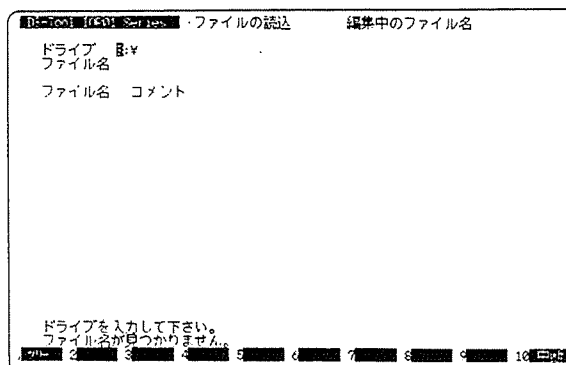 ・ファイルの読込 編集中のファイル名
ドライブ :¥
ファイル名
ファイル名 コメント
ドライブを入力して下さい。
ファイル名が見つかりません。
2 3 4 5 6 7 8 9 10